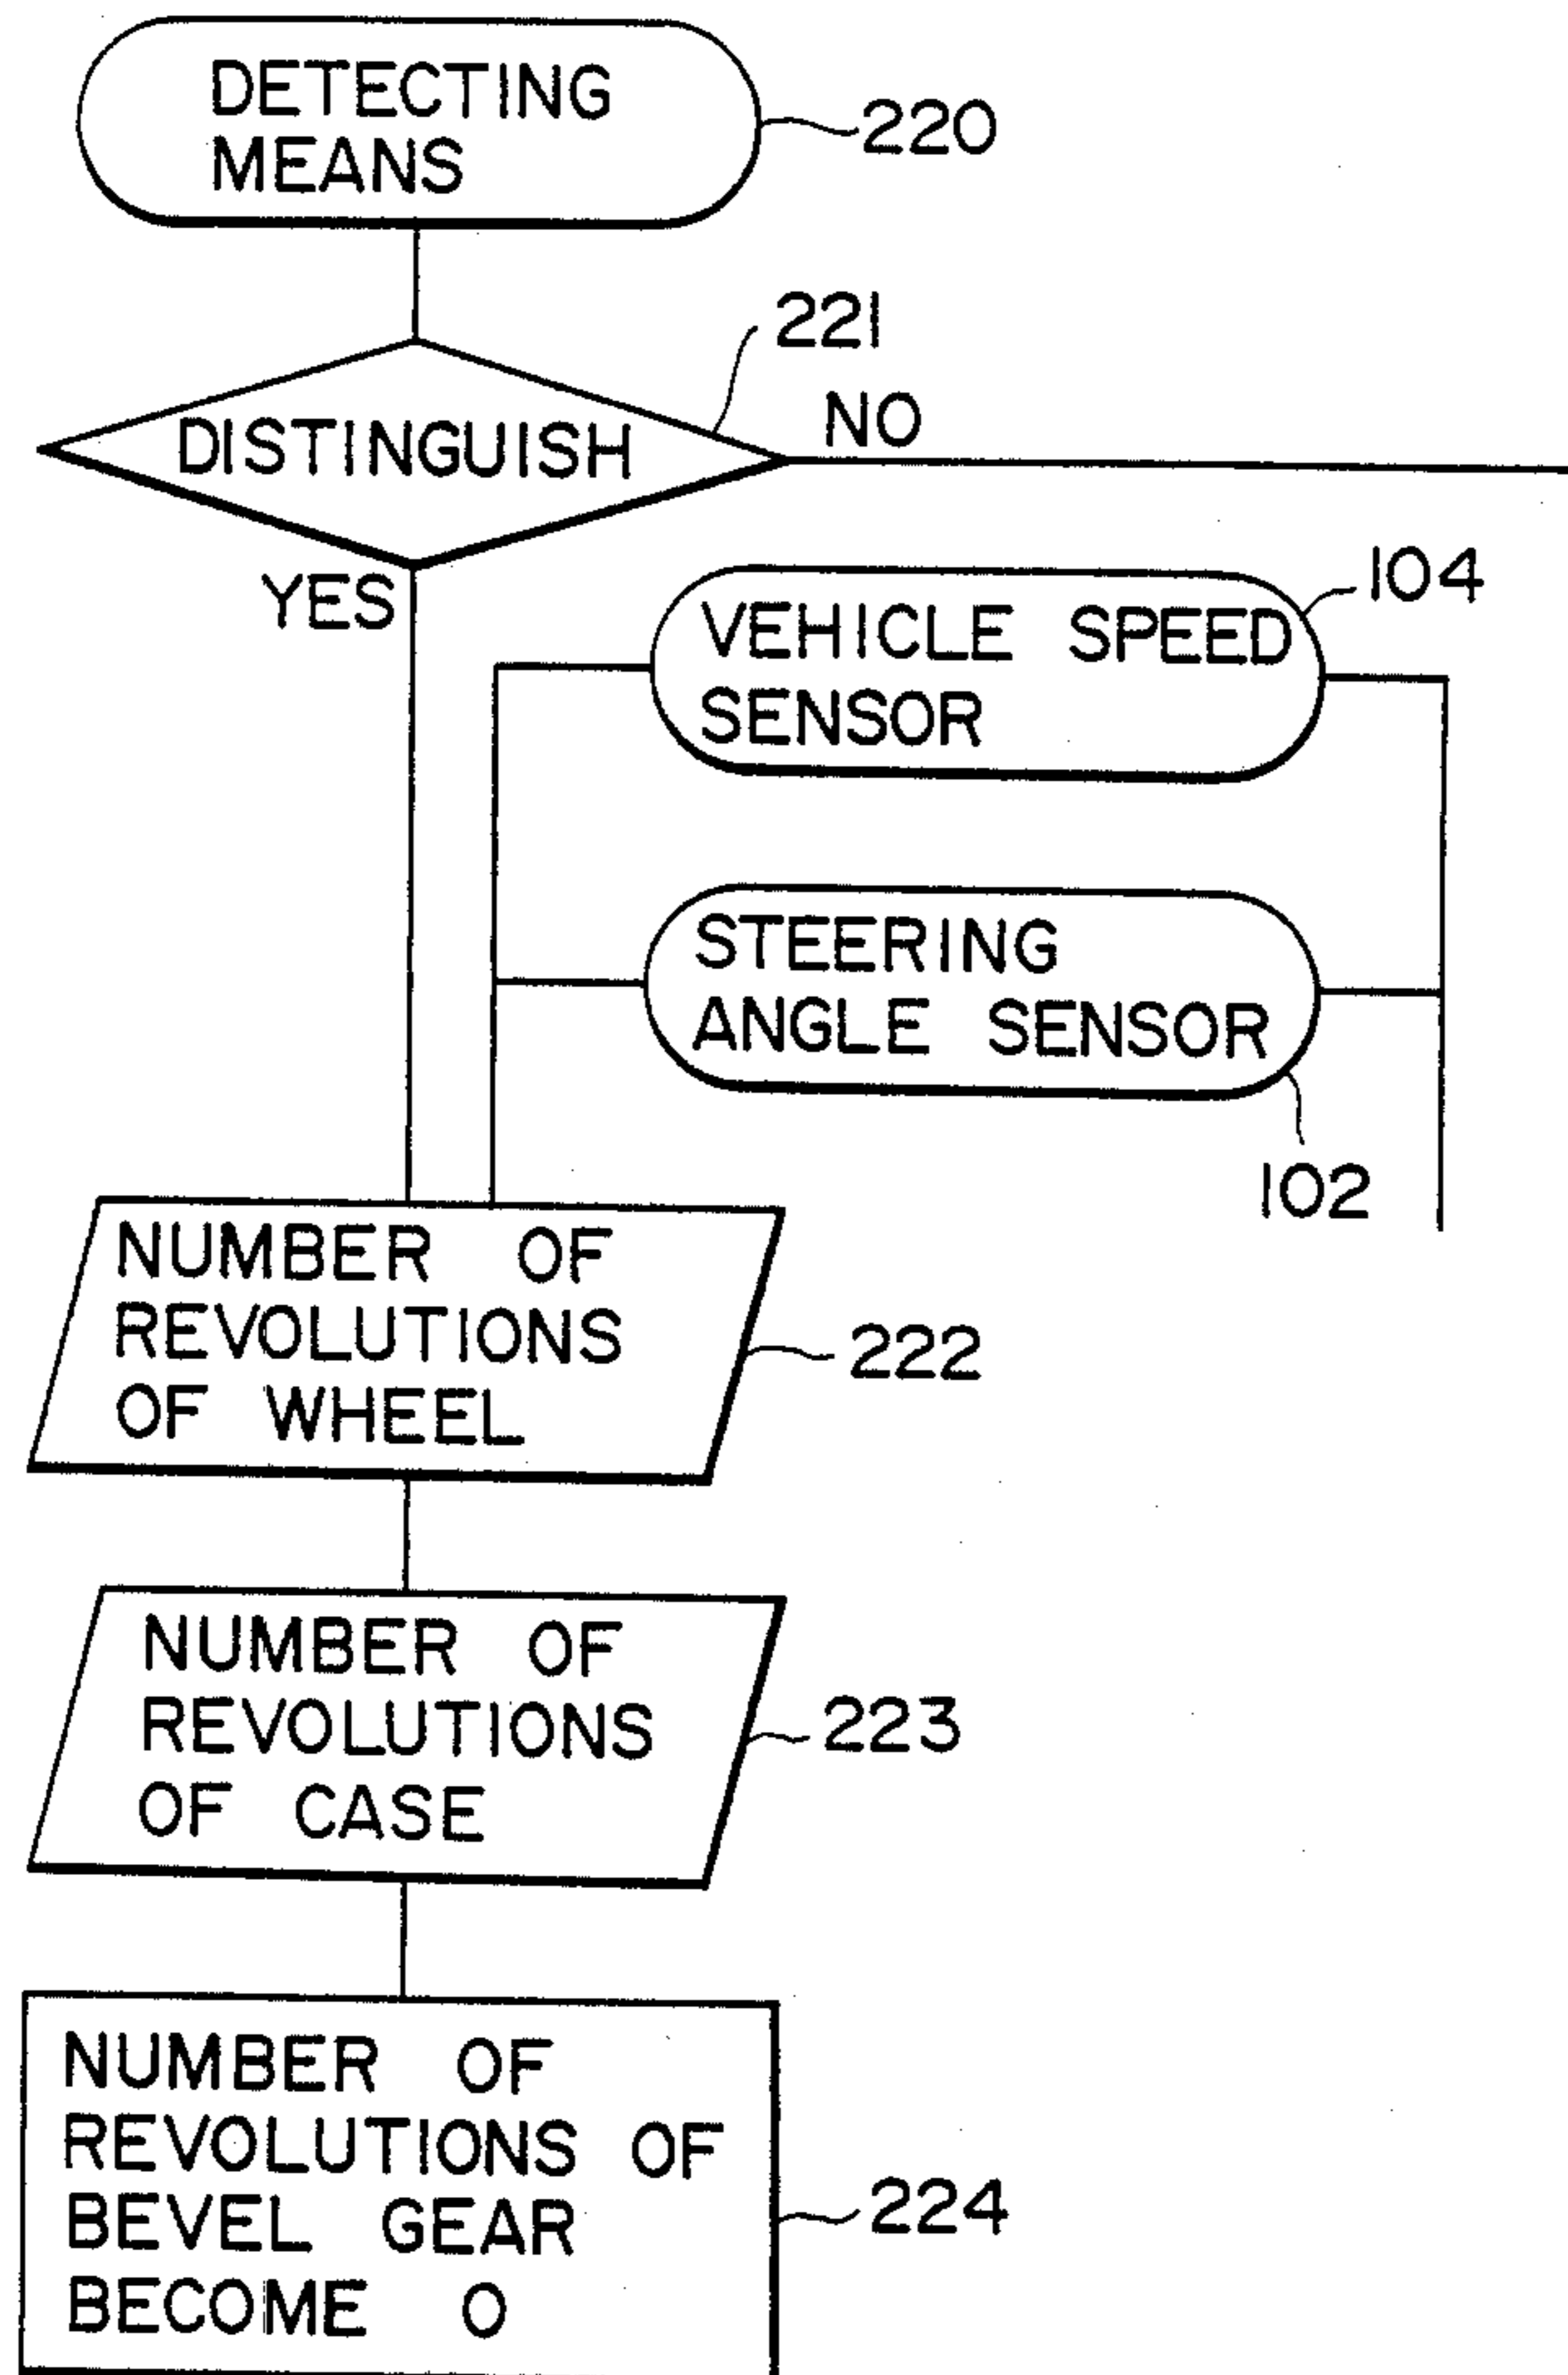 DETECTING
MEANS
220
221
DISTINGUISH
NO
YES
104
VEHICLE SPEED
SENSOR
STEERING
ANGLE SENSOR
102
NUMBER OF
REVOLUTIONS
OF WHEEL
222
NUMBER OF
REVOLUTIONS
OF CASE
223
NUMBER OF
REVOLUTIONS OF
BEVEL GEAR
BECOME 0
224